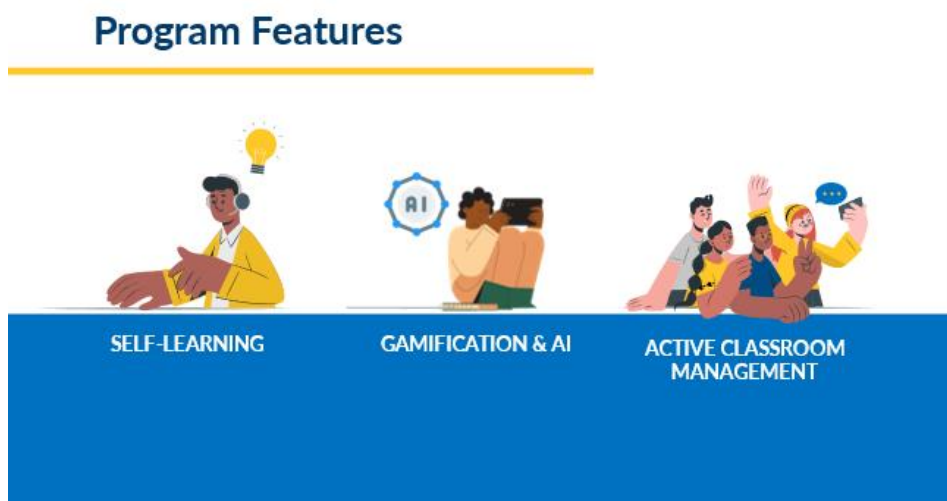 Program Features
AI
SELF-LEARNING
GAMIFICATION & AI
ACTIVE CLASSROOM
MANAGEMENT